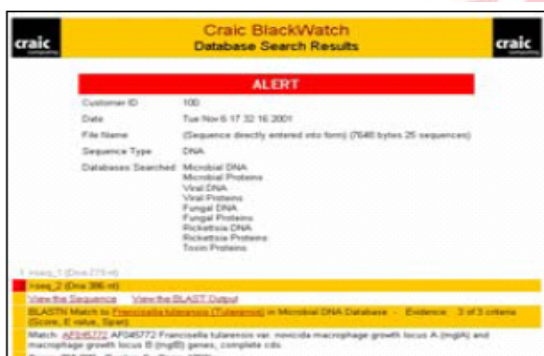 craic
Craic BlackWatch
Database Search Results
craic
ALERT
Customer ID 100
Date Tue Nov 6 17 32 16 2001
File Name (Sequence directly entered into form) (7648 bytes 25 sequences)
Sequence Type DNA
Databases Searched Microbial DNA
Microbial Proteins
Viral DNA
Viral Proteins
Fungal DNA
Fungal Proteins
Rickettsia DNA
Rickettsia Proteins
Toxin Proteins
>seq_2 (Dna 386 nt)
View the Sequence View the BLAST Output
BLASTN Match to Francisella tularensis (Tularemia) in Microbial DNA Database - Evidence 3 of 3 criteria
(Score, E value, Span)
Match AF045772 AF045772 Francisella tularensis var. novicida macrophage growth locus A (mglA) and
macrophage growth locus B (mglB) genes, complete cds